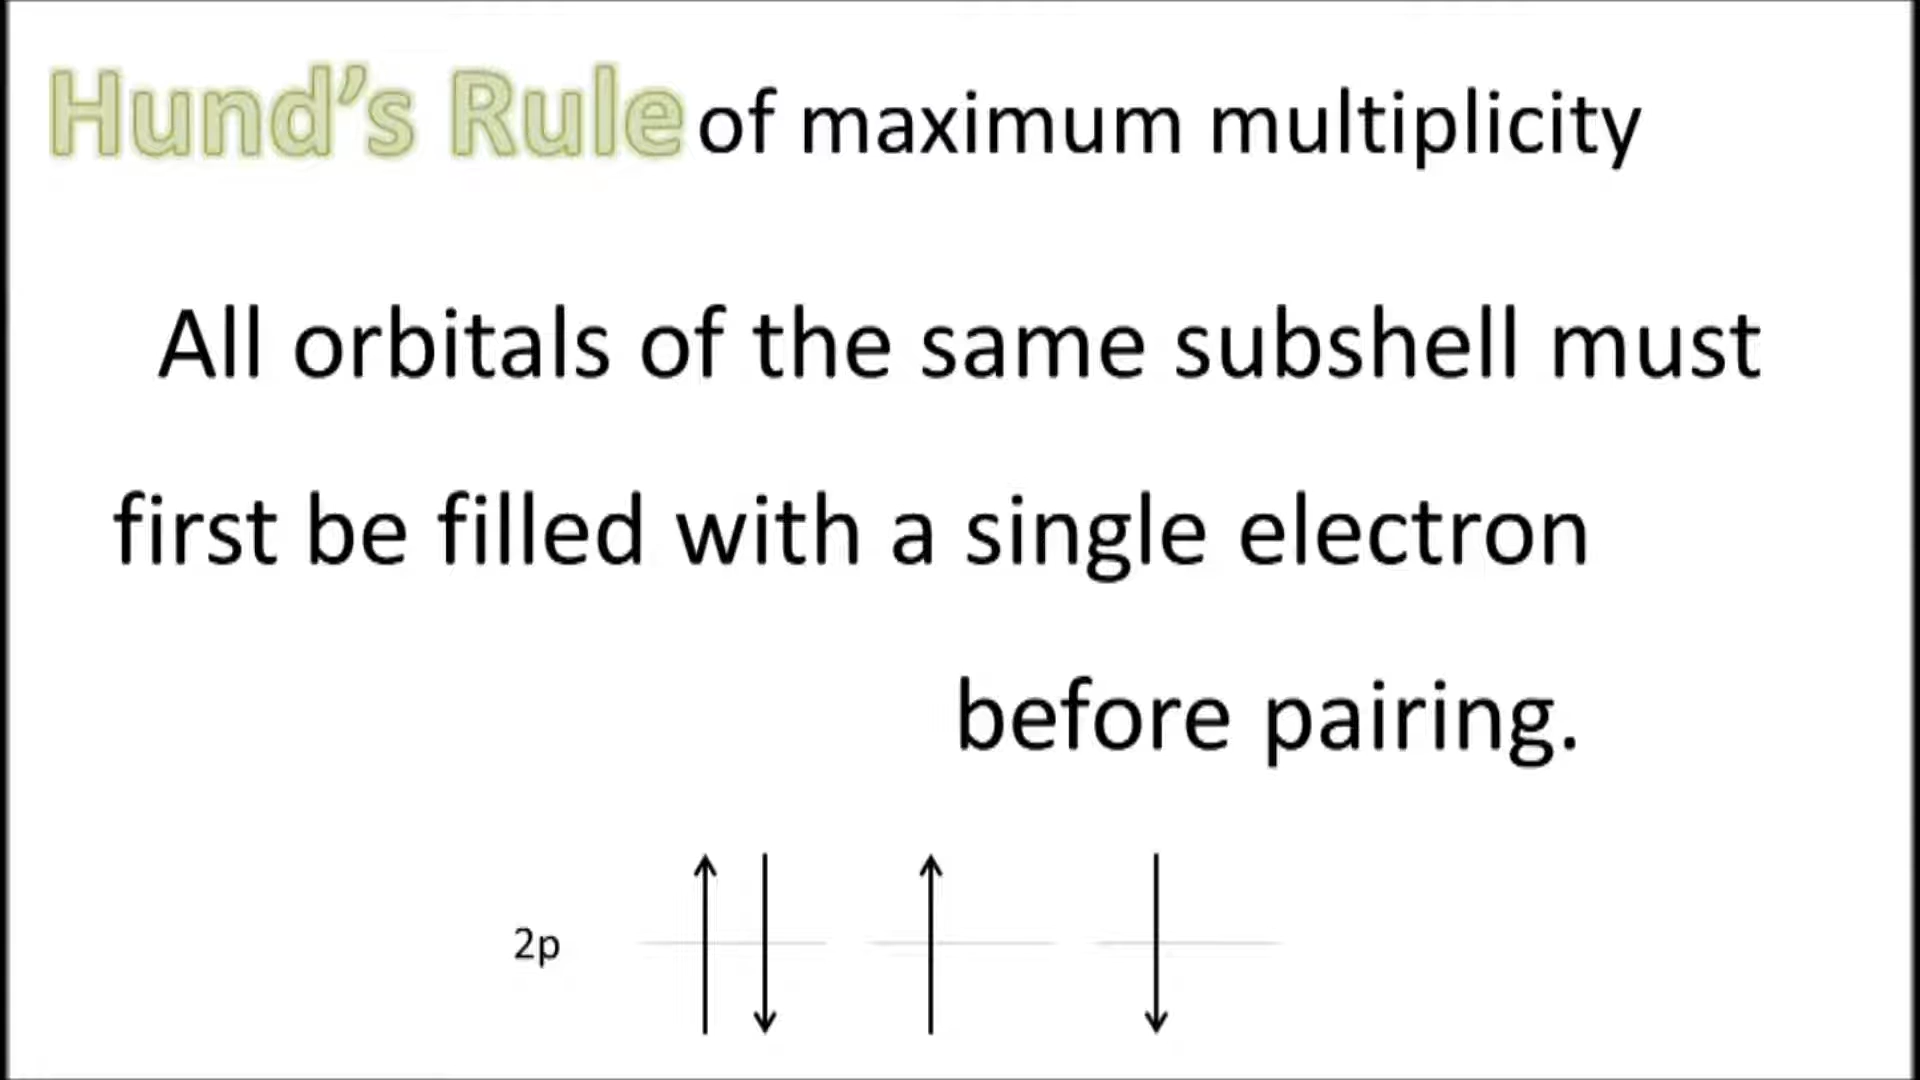 Hund’s Rule of maximum multiplicity
All orbitals of the same subshell must
first be filled with a single electron
before pairing.
2p